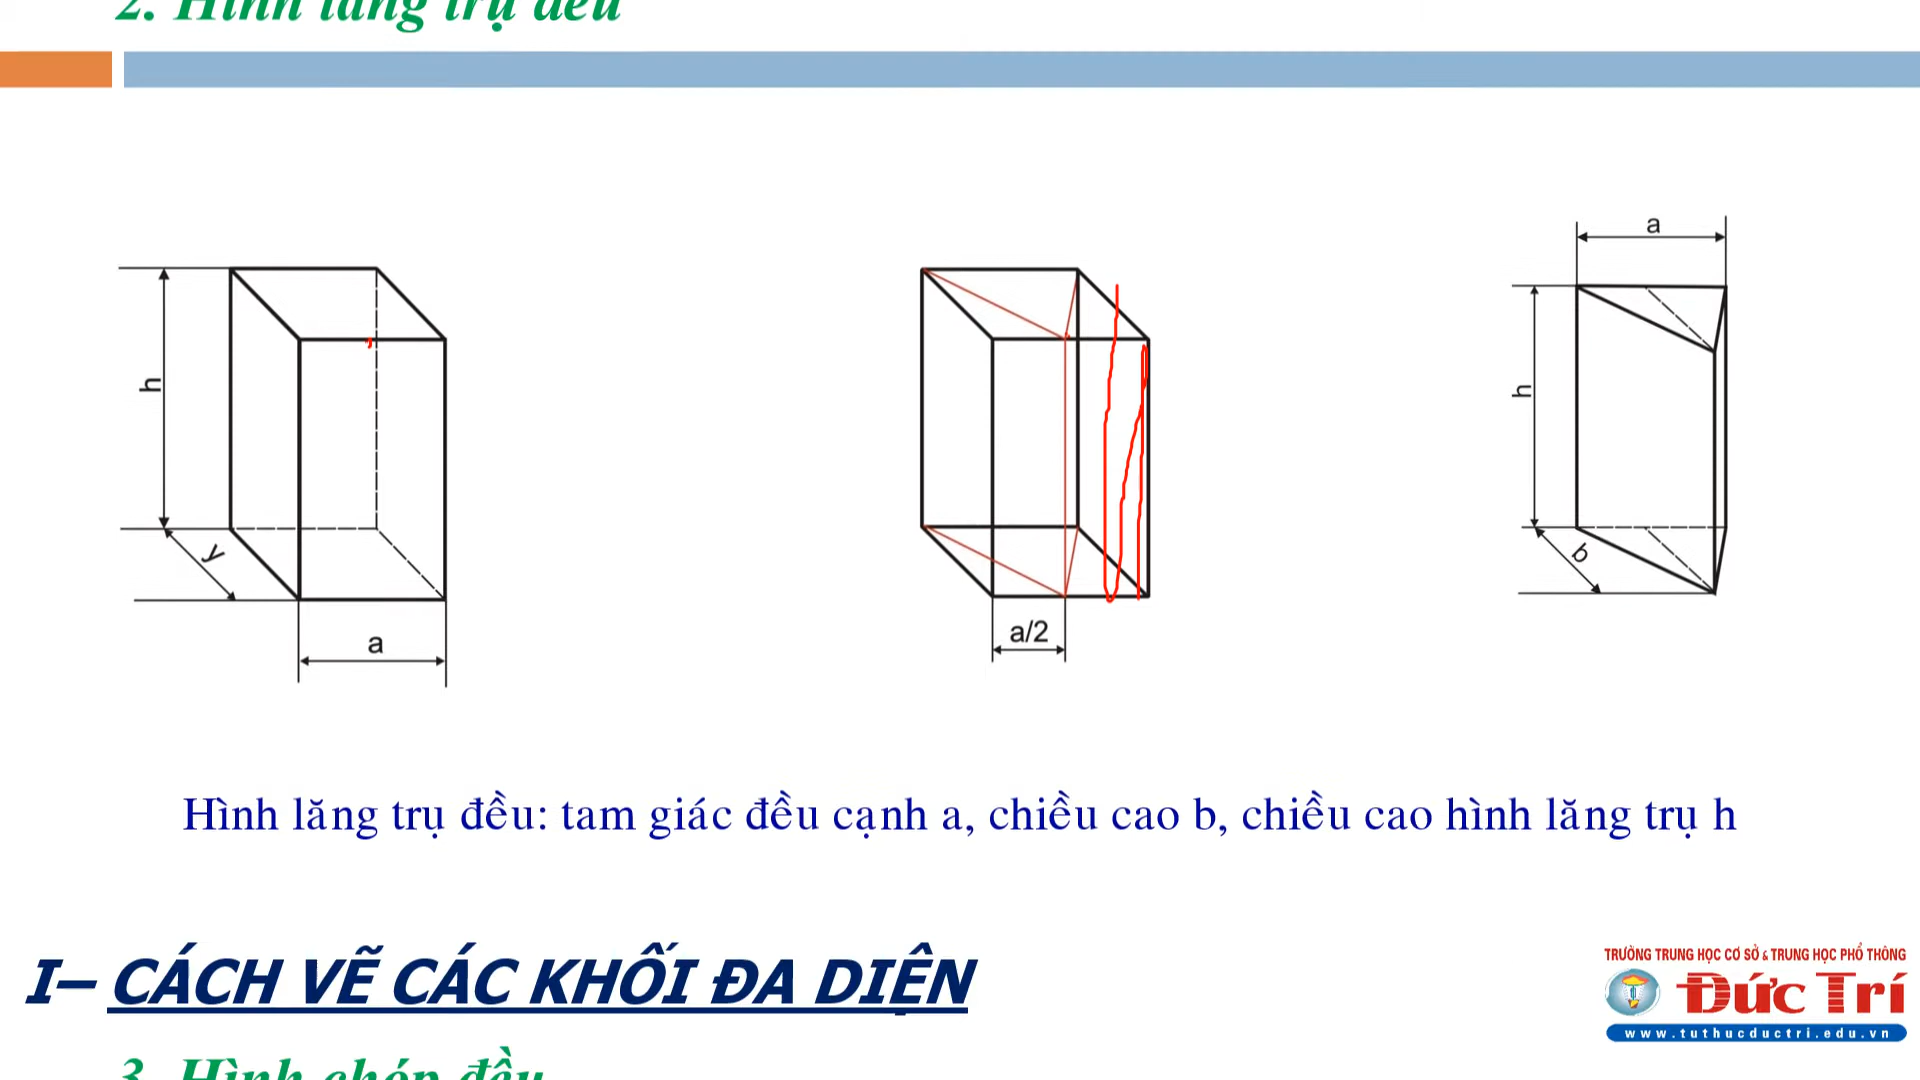 2. Hình lăng trụ đều
h
y
a
a/2
a
h
b
Hình lăng trụ đều: tam giác đều cạnh a, chiều cao b, chiều cao hình lăng trụ h
I– CÁCH VẼ CÁC KHỐI ĐA DIỆN
TRƯỜNG TRUNG HỌC CƠ SỞ & TRUNG HỌC PHỔ THÔNG
Đức Trí
www.tuthucductri.edu.vn
3. Hình chóp đều